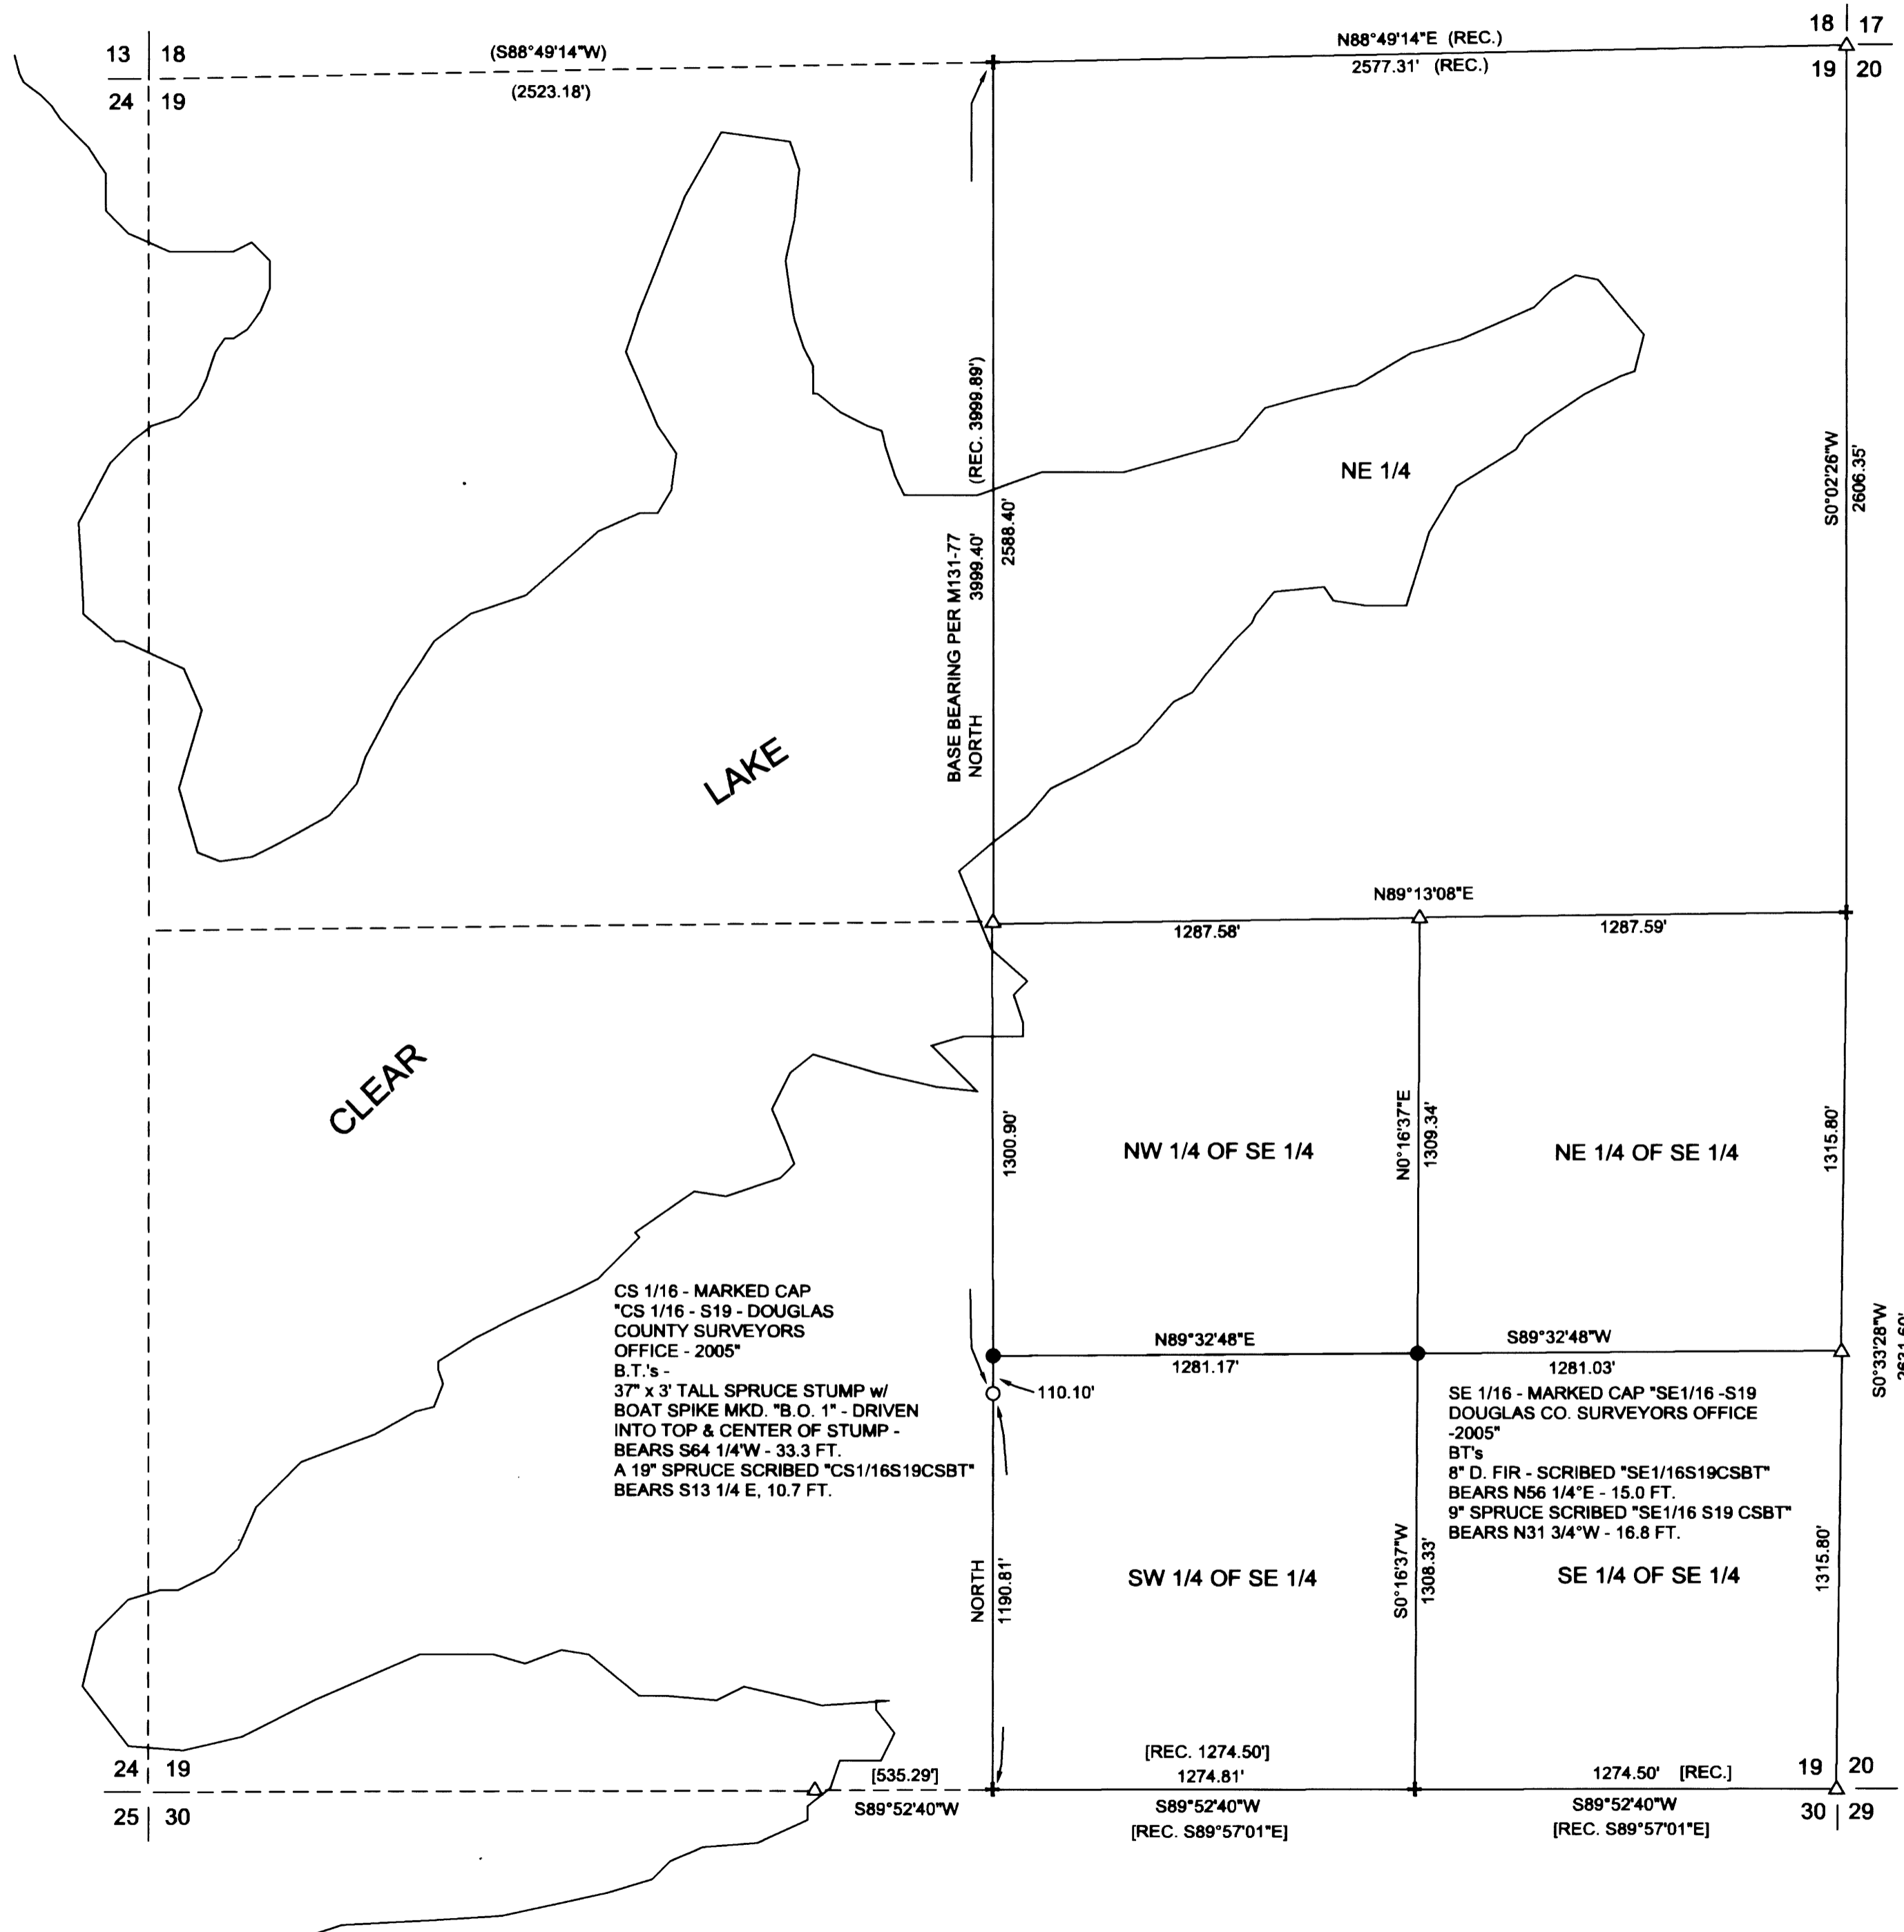 13 18
24 19
(S88°49'14"W)
(2523.18')
N88°49'14"E (REC.)
2577.31' (REC.)
18 17
19 20
(REC. 3999.89')
BASE BEARING PER M131-77
NORTH 3999.40'
2588.40'
NE 1/4
S0°02'26"W
2606.35'
LAKE
N89°13'08"E
1287.58'
1287.59'
CLEAR
1300.90'
NW 1/4 OF SE 1/4
N0°16'37"E
1309.34'
NE 1/4 OF SE 1/4
1315.80'
CS 1/16 - MARKED CAP
"CS 1/16 - S19 - DOUGLAS
COUNTY SURVEYORS
OFFICE - 2005"
B.T.'s -
37" x 3' TALL SPRUCE STUMP w/
BOAT SPIKE MKD. "B.O. 1" - DRIVEN
INTO TOP & CENTER OF STUMP -
BEARS S64 1/4°W - 33.3 FT.
A 19" SPRUCE SCRIBED "CS1/16S19CSBT"
BEARS S13 1/4 E, 10.7 FT.
N89°32'48"E
1281.17'
110.10'
S89°32'48"W
1281.03'
S0°33'28"W
2631.60'
SE 1/16 - MARKED CAP "SE1/16 -S19
DOUGLAS CO. SURVEYORS OFFICE
-2005"
BT's
8" D. FIR - SCRIBED "SE1/16S19CSBT"
BEARS N56 1/4°E - 15.0 FT.
9" SPRUCE SCRIBED "SE1/16 S19 CSBT"
BEARS N31 3/4°W - 16.8 FT.
NORTH
1190.81'
SW 1/4 OF SE 1/4
S0°16'37"W
1308.33'
SE 1/4 OF SE 1/4
1315.80'
24 19
25 30
[535.29']
S89°52'40"W
[REC. 1274.50']
1274.81'
S89°52'40"W
[REC. S89°57'01"E]
1274.50' [REC.]
S89°52'40"W
[REC. S89°57'01"E]
19 20
30 29